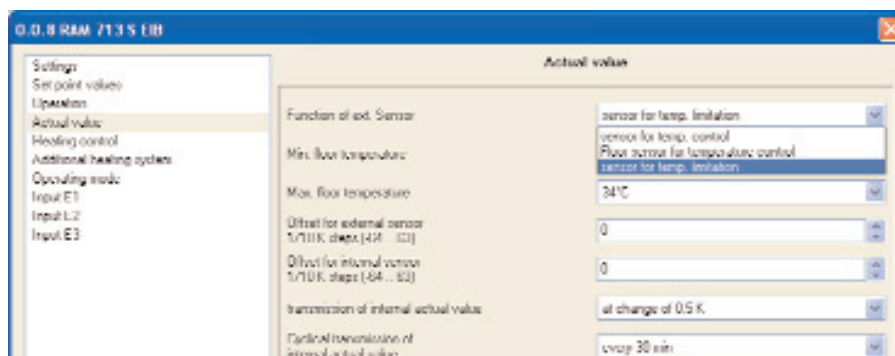 0.0.8 RAM 713 S EIB
Actual value
Settings
Set point values
Operation
Actual value
Heating control
Additional heating system
Operating mode
Input E1
Input E2
Input E3
Function of ext. Sensor
sensor for temp. limitation
sensor for temp. control
Floor sensor for temperature control
sensor for temp. limitation
Min. floor temperature
Max. floor temperature
34°C
Offset for external sensor
1/10 K steps (-64 .. 63)
0
Offset for internal sensor
1/10 K steps (-64 .. 63)
0
transmission of internal actual value
at change of 0.5 K
Cyclical transmission of
internal actual value
every 30 min